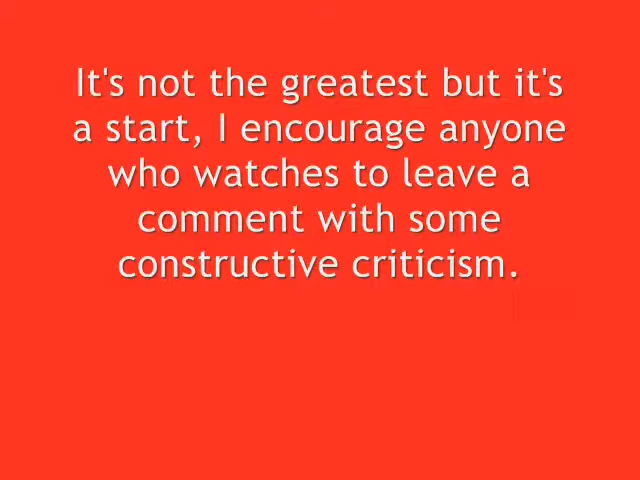 It's not the greatest but it's
a start, I encourage anyone
who watches to leave a
comment with some
constructive criticism.